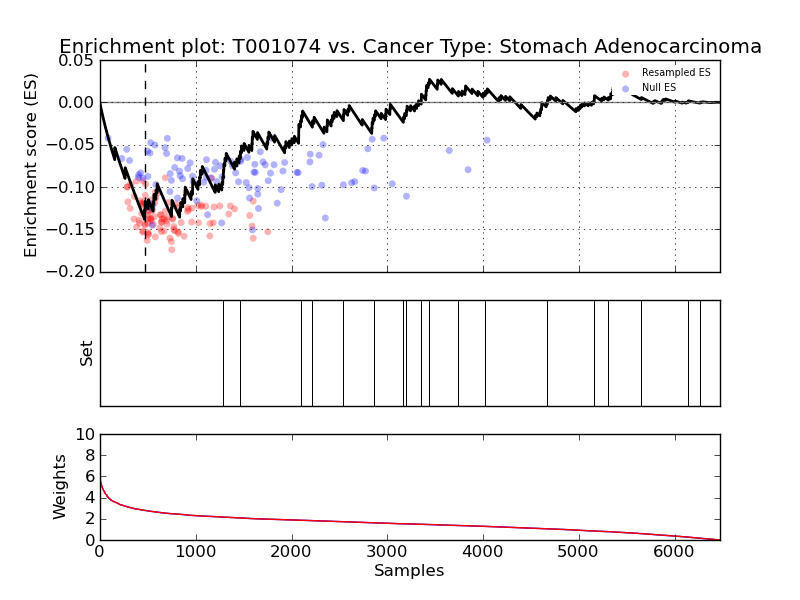 Enrichment plot: T001074 vs. Cancer Type: Stomach Adenocarcinoma
0.05
0.00
−0.05
−0.10
−0.15
−0.20
Enrichment score (ES)
Resampled ES
Null ES
Set
10
8
6
4
2
0
Weights
0
1000
2000
3000
4000
5000
6000
Samples